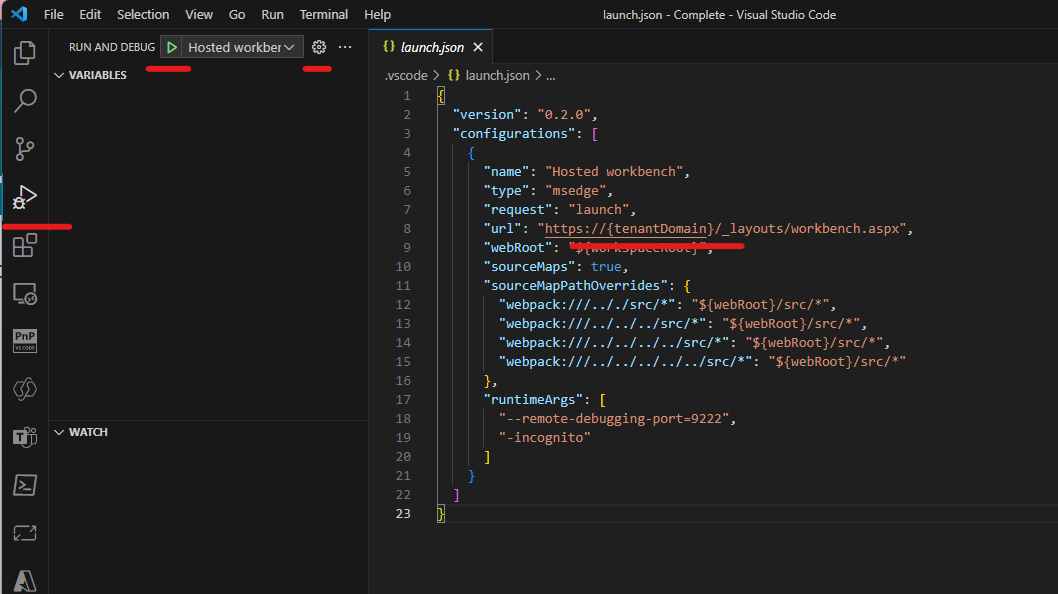 File Edit Selection View Go Run Terminal Help
launch.json - Complete - Visual Studio Code
RUN AND DEBUG
Hosted workber
VARIABLES
WATCH
PnP
VS CODE
T
{} launch.json
.vscode > {} launch.json > ...
1 {
2 "version": "0.2.0",
3 "configurations": [
4 {
5 "name": "Hosted workbench",
6 "type": "msedge",
7 "request": "launch",
8 "url": "https://{tenantDomain}/_layouts/workbench.aspx",
9 "webRoot": "${workspaceRoot}",
10 "sourceMaps": true,
11 "sourceMapPathOverrides": {
12 "webpack:///.././src/*": "${webRoot}/src/*",
13 "webpack:///../../../src/*": "${webRoot}/src/*",
14 "webpack:///../../../../src/*": "${webRoot}/src/*",
15 "webpack:///../../../../../src/*": "${webRoot}/src/*"
16 },
17 "runtimeArgs": [
18 "--remote-debugging-port=9222",
19 "-incognito"
20 ]
21 }
22 ]
23 }